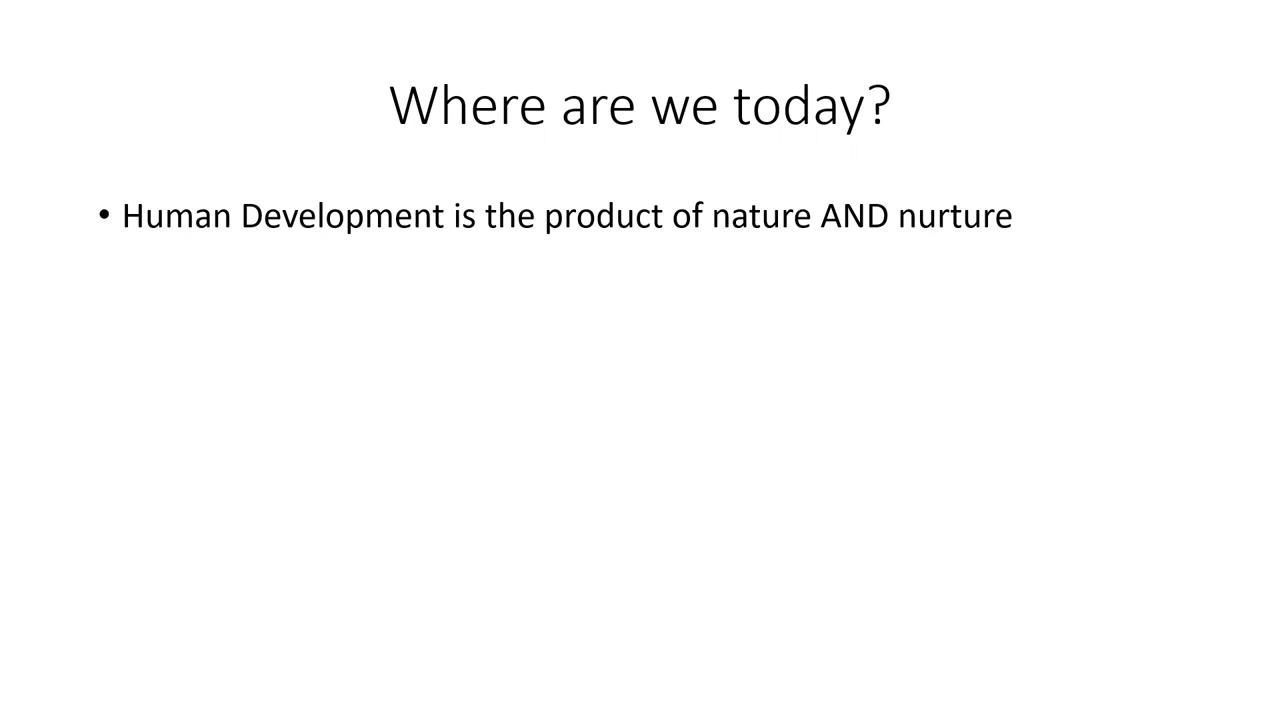 Where are we today?
• Human Development is the product of nature AND nurture